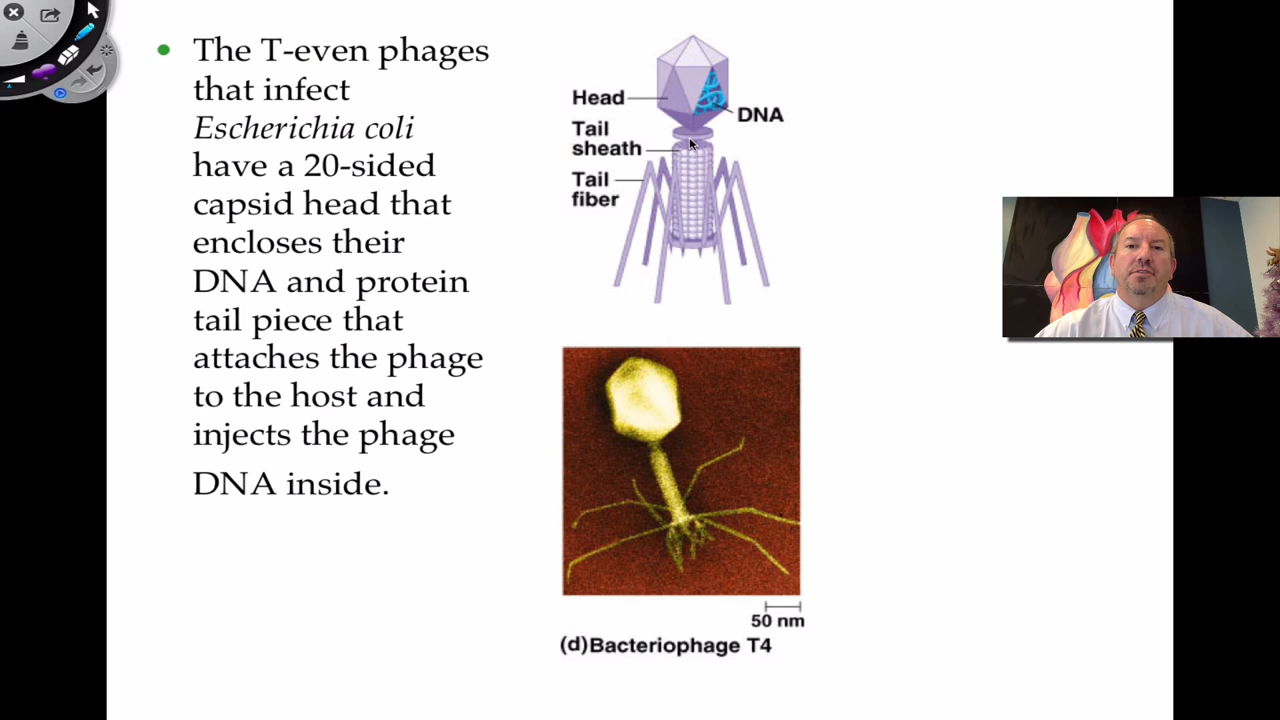 The T-even phages
that infect
Escherichia coli
have a 20-sided
capsid head that
encloses their
DNA and protein
tail piece that
attaches the phage
to the host and
injects the phage
DNA inside.
Head
DNA
Tail
sheath
Tail
fiber
50 nm
(d)Bacteriophage T4